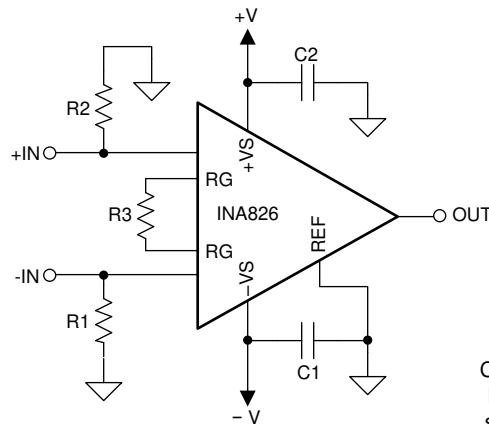 +V
C2
R2
+IN
+VS
RG
R3
INA826
RG
REF
OUT
-IN
−VS
R1
C1
− V